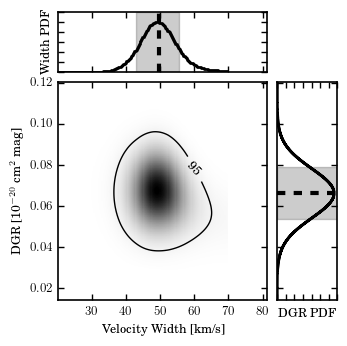 Width PDF
0.12
0.10
0.08
0.06
0.04
0.02
DGR [10⁻²⁰ cm² mag]
95
30 40 50 60 70 80
Velocity Width [km/s]
DGR PDF